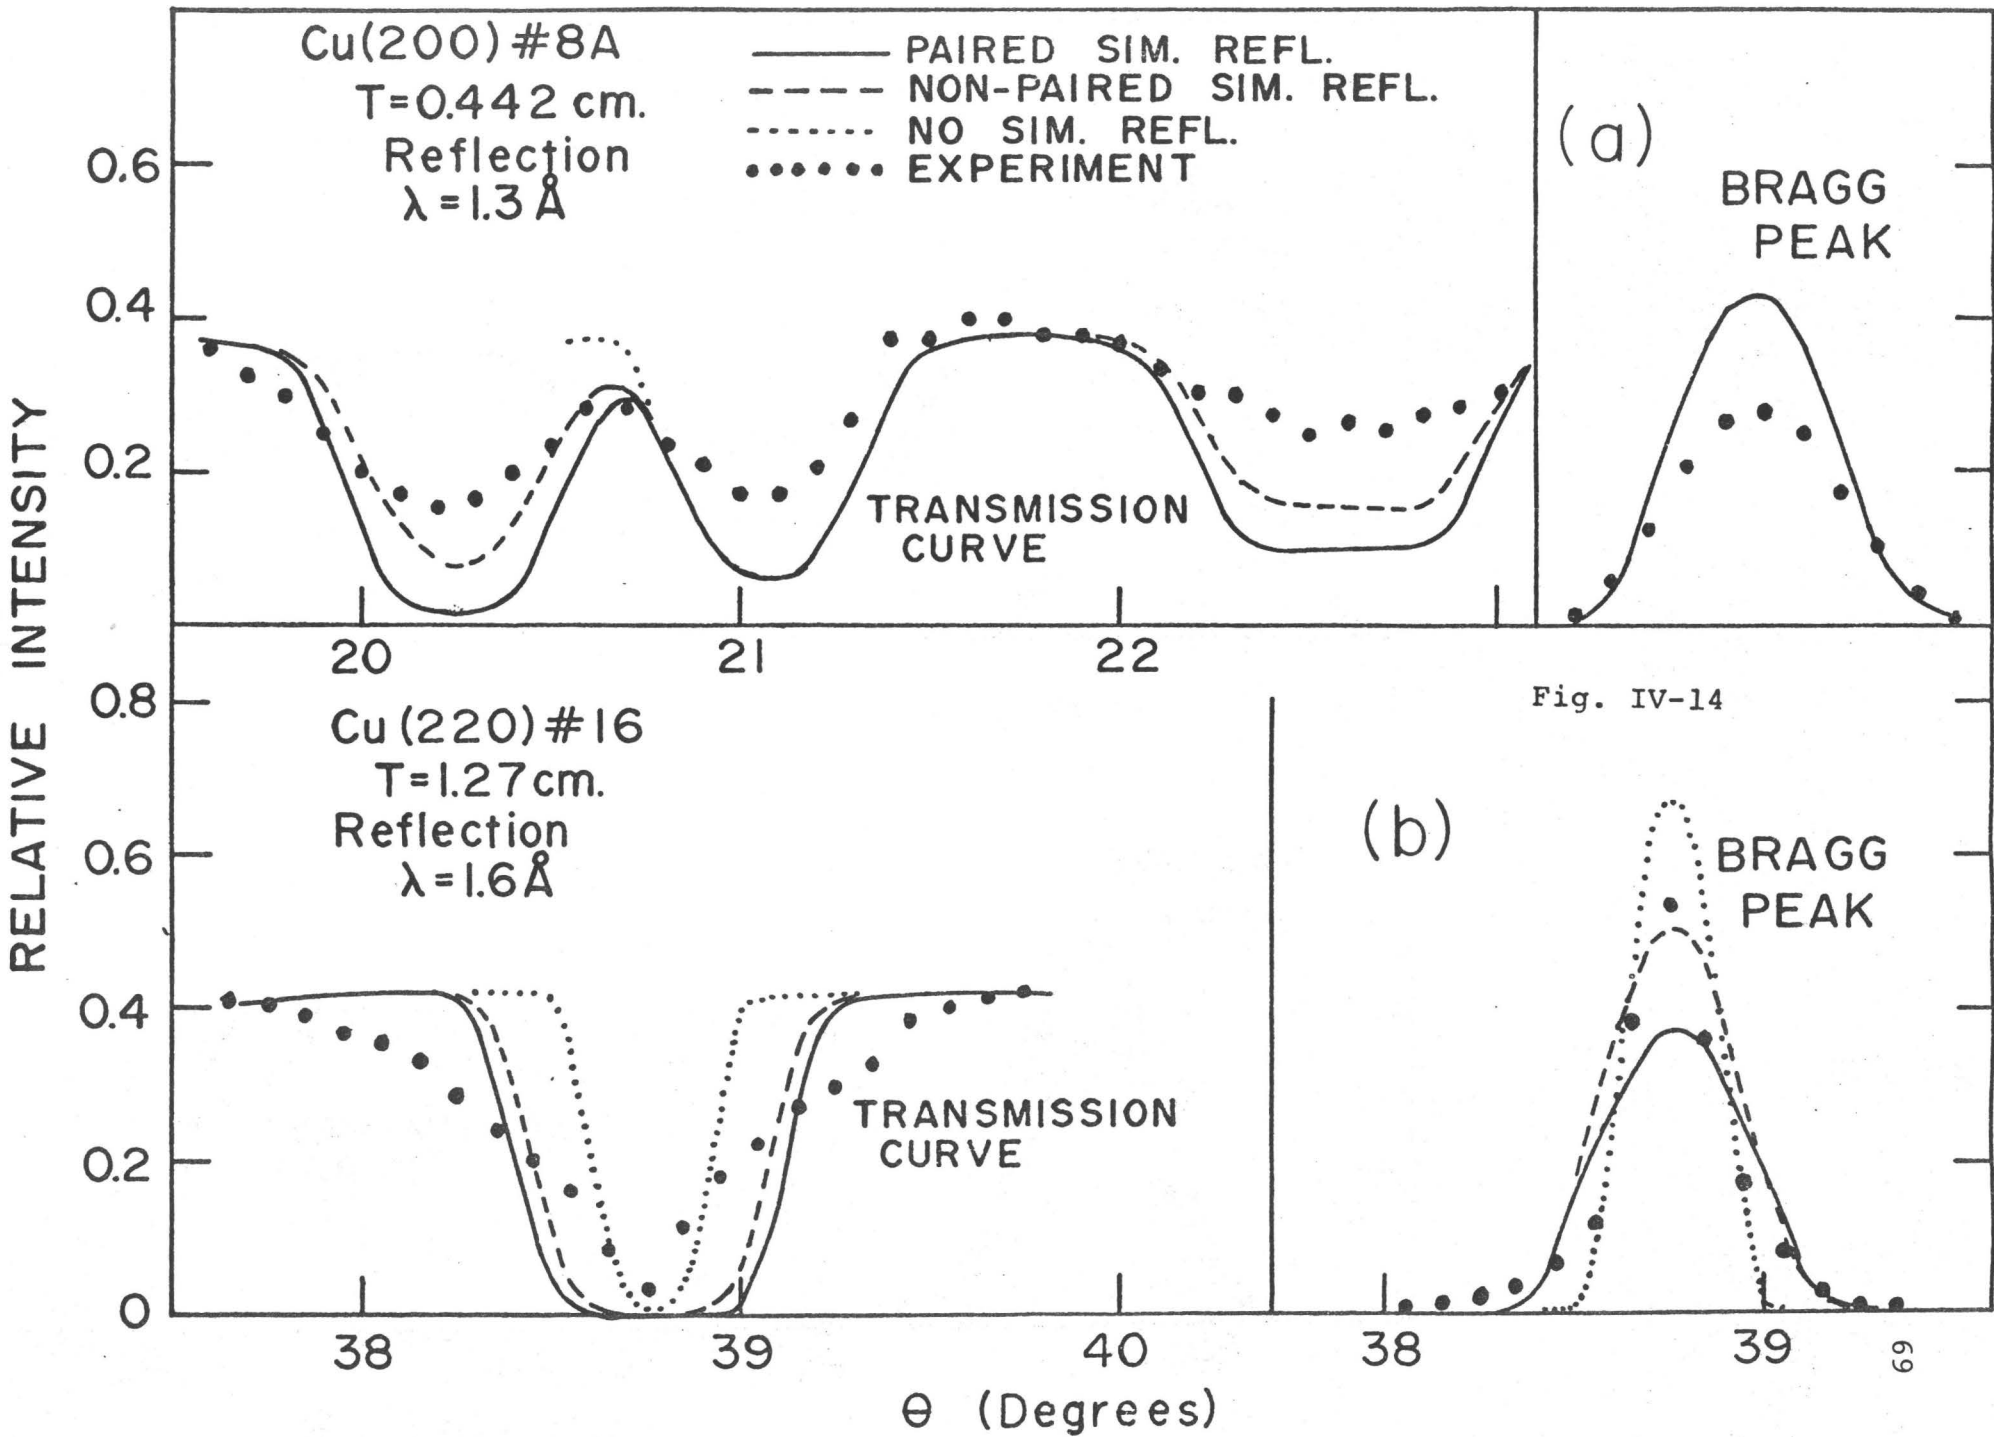 Cu(200)#8A
T=0.442 cm.
Reflection
λ=1.3 Å
PAIRED SIM. REFL.
NON-PAIRED SIM. REFL.
NO SIM. REFL.
EXPERIMENT
(a)
BRAGG
PEAK
0.6
0.4
0.2
TRANSMISSION
CURVE
20
21
22
RELATIVE INTENSITY
Fig. IV-14
0.8
0.6
0.4
0.2
0
Cu(220)#16
T=1.27cm.
Reflection
λ=1.6Å
(b)
BRAGG
PEAK
TRANSMISSION
CURVE
38
39
40
38
39
θ (Degrees)
69